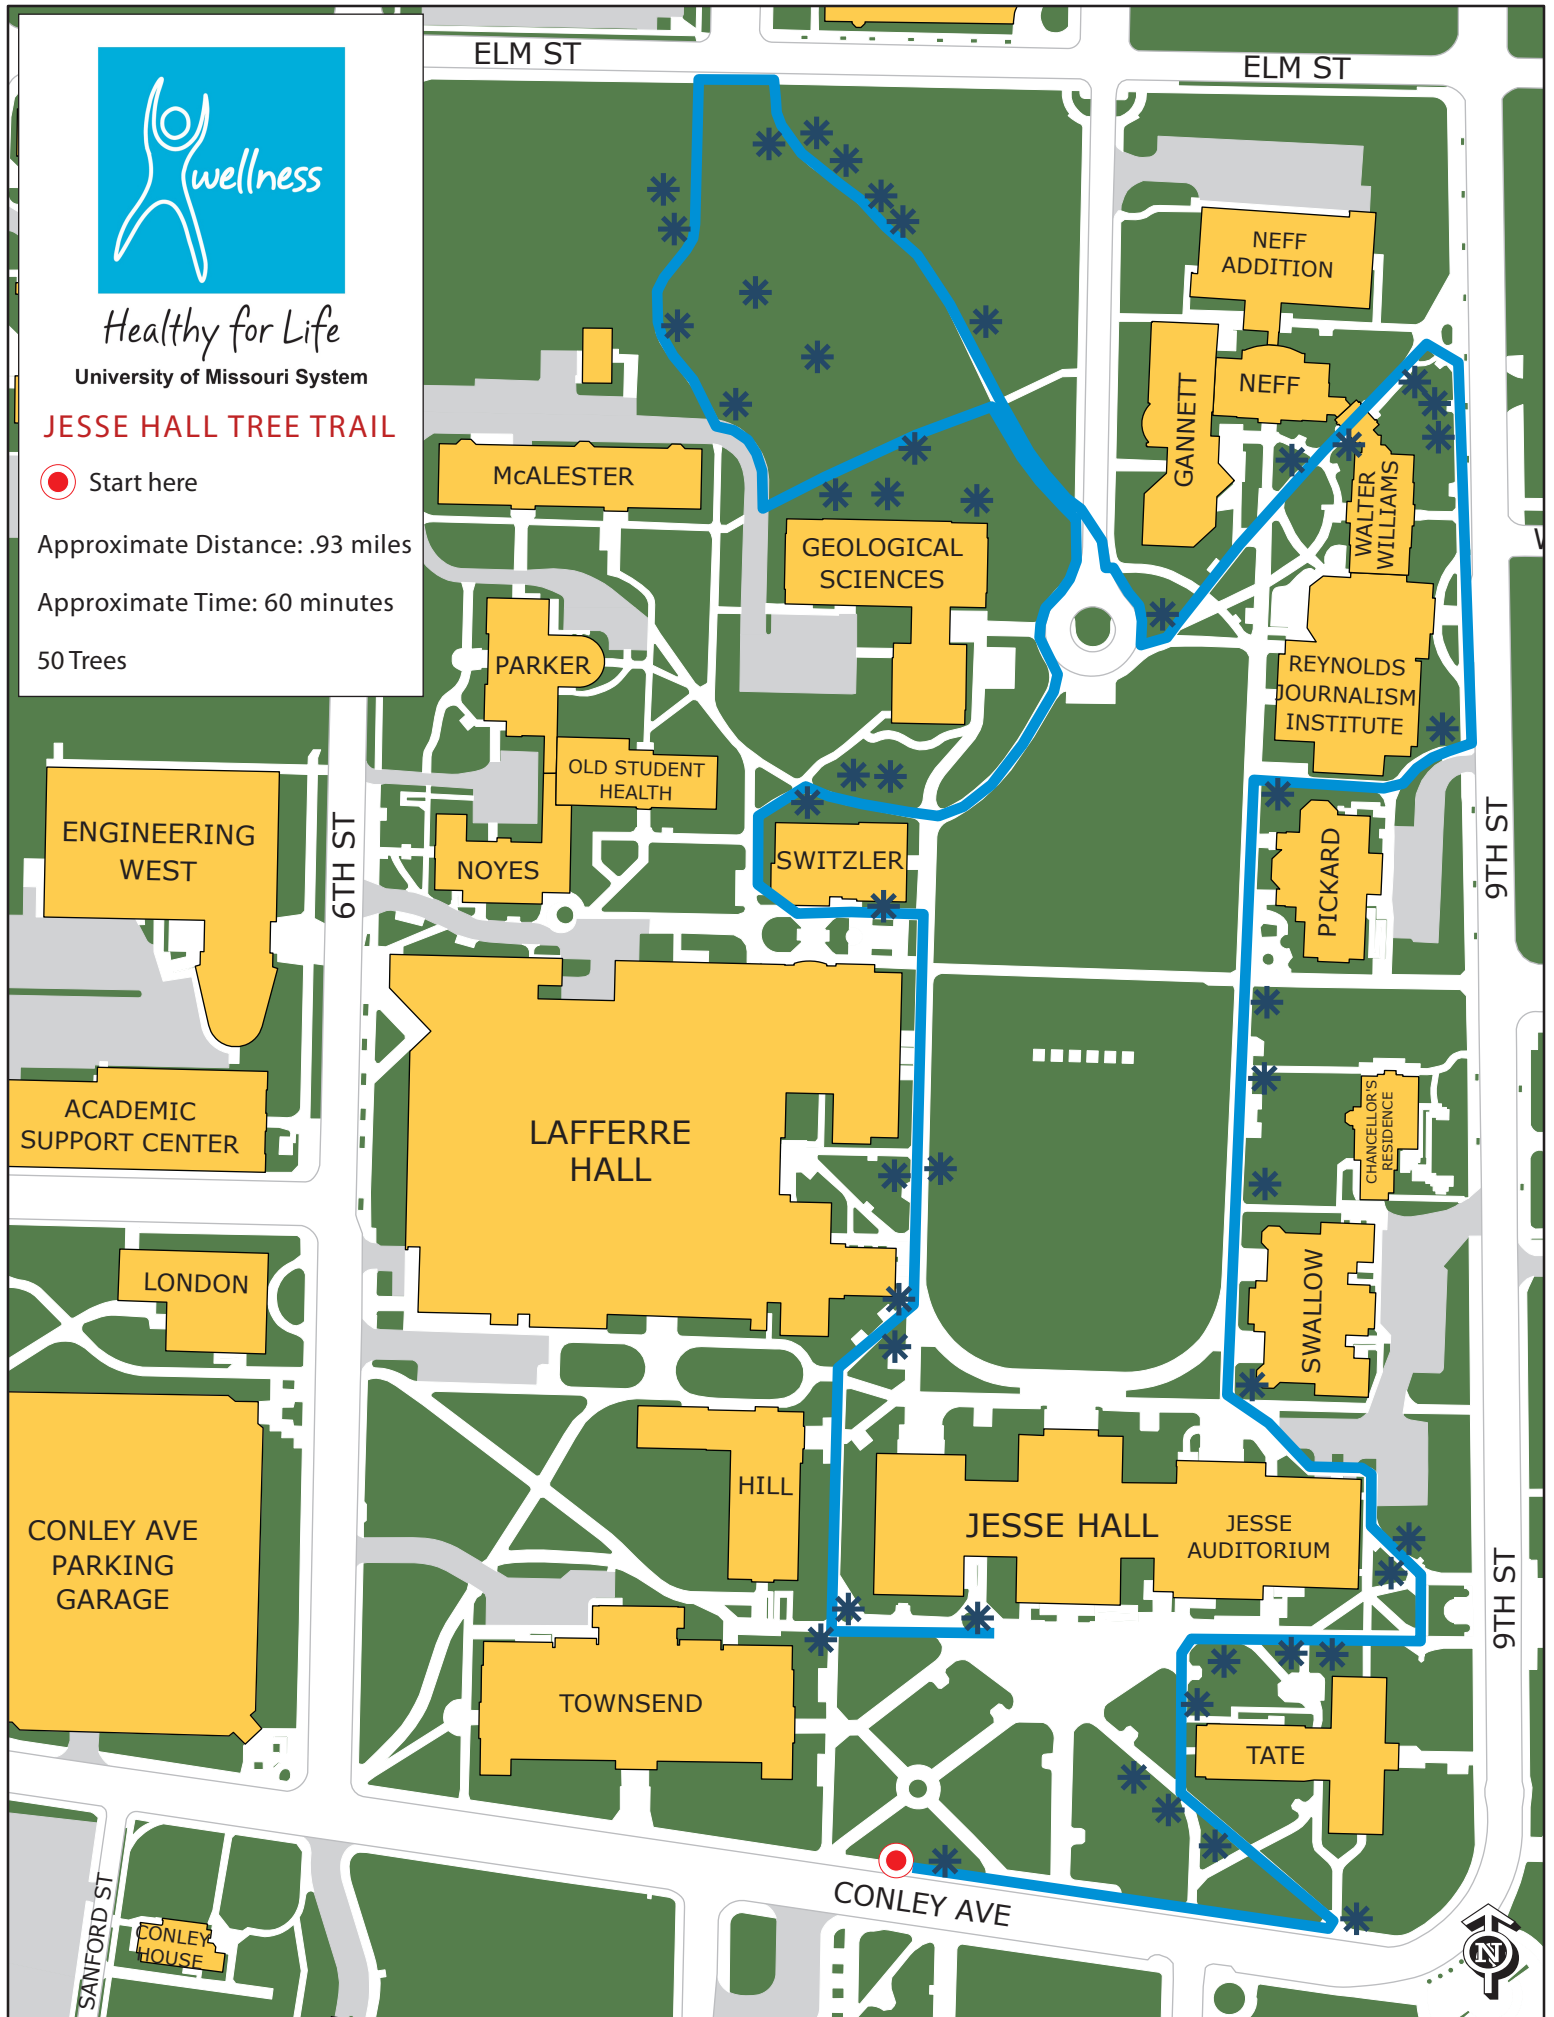 ELM ST
ELM ST
wellness
Healthy for Life
University of Missouri System
JESSE HALL TREE TRAIL
Start here
Approximate Distance: .93 miles
Approximate Time: 60 minutes
50 Trees
NEFF
ADDITION
NEFF
GANNETT
WALTER
WILLIAMS
McALESTER
GEOLOGICAL
SCIENCES
PARKER
REYNOLDS
JOURNALISM
INSTITUTE
OLD STUDENT
HEALTH
ENGINEERING
WEST
6TH ST
NOYES
SWITZLER
PICKARD
9TH ST
ACADEMIC
SUPPORT CENTER
LAFFERRE
HALL
CHANCELLOR'S
RESIDENCE
LONDON
SWALLOW
HILL
JESSE HALL
JESSE
AUDITORIUM
CONLEY AVE
PARKING
GARAGE
9TH ST
TOWNSEND
TATE
CONLEY AVE
SANFORD ST
CONLEY
HOUSE
N